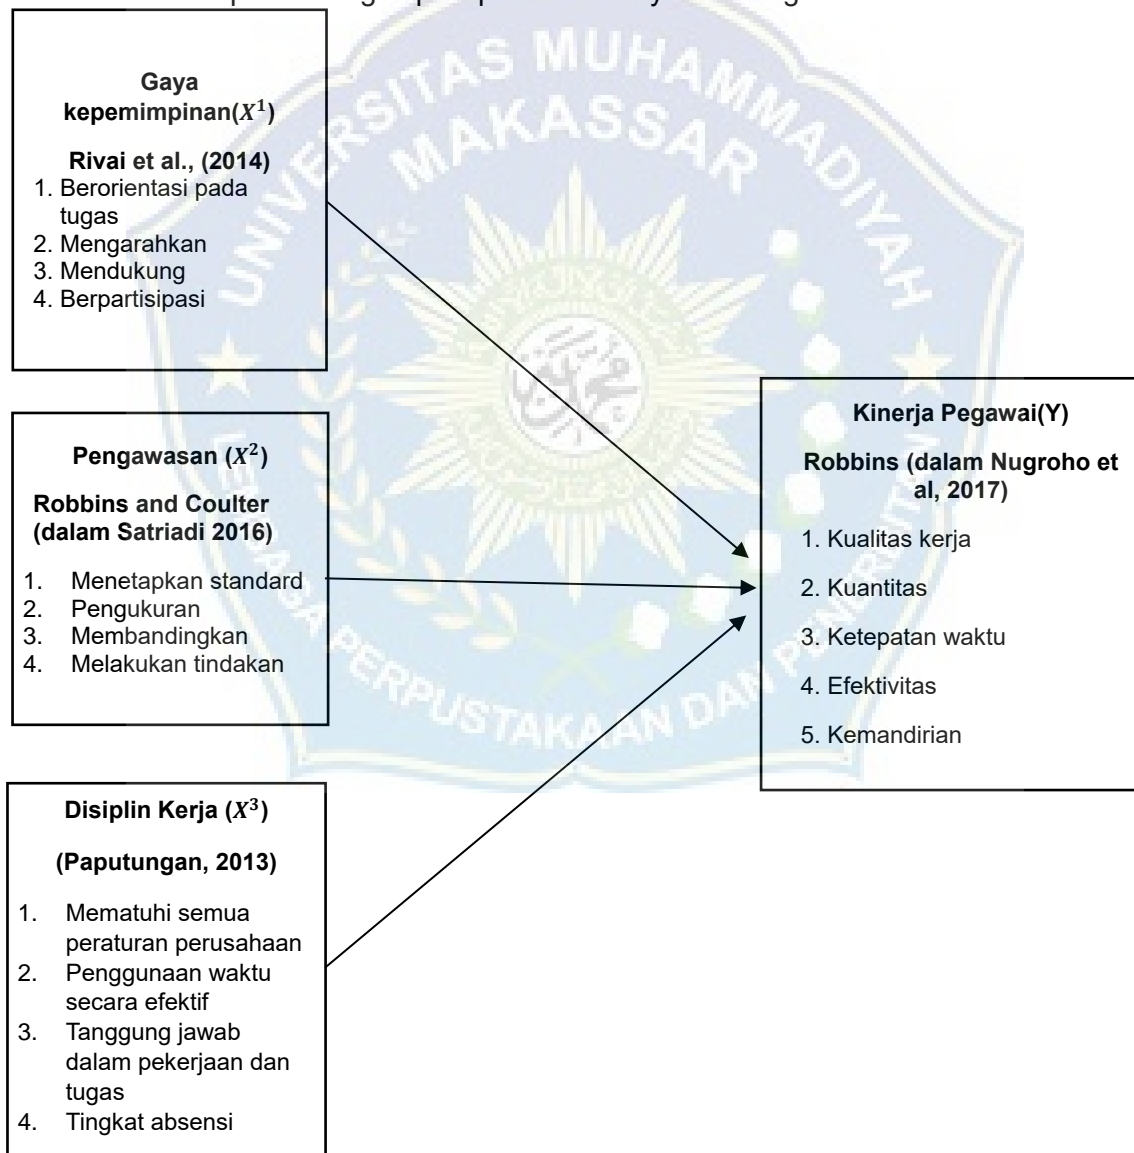 Gaya
kepemimpinan(X¹)
Rivai et al., (2014)
1. Berorientasi pada
tugas
2. Mengarahkan
3. Mendukung
4. Berpartisipasi
Pengawasan (X²)
Robbins and Coulter
(dalam Satriadi 2016)
1. Menetapkan standard
2. Pengukuran
3. Membandingkan
4. Melakukan tindakan
Disiplin Kerja (X³)
(Paputungan, 2013)
1. Mematuhi semua
peraturan perusahaan
2. Penggunaan waktu
secara efektif
3. Tanggung jawab
dalam pekerjaan dan
tugas
4. Tingkat absensi
Kinerja Pegawai(Y)
Robbins (dalam Nugroho et
al, 2017)
1. Kualitas kerja
2. Kuantitas
3. Ketepatan waktu
4. Efektivitas
5. Kemandirian
UNIVERSITAS MUHAMMADIYAH
MAKASSAR
LEMBAGA PERPUSTAKAAN DAN PENERBITAN